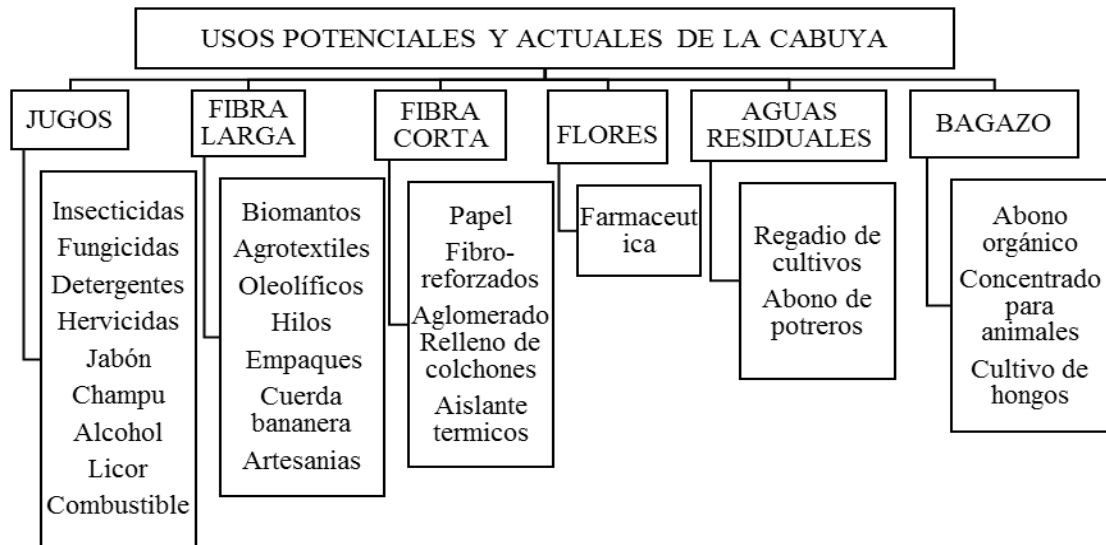 USOS POTENCIALES Y ACTUALES DE LA CABUYA
JUGOS
Insecticidas
Fungicidas
Detergentes
Hervicidas
Jabón
Champu
Alcohol
Licor
Combustible
FIBRA
LARGA
Biomantos
Agrotextiles
Oleolíficos
Hilos
Empaques
Cuerda
bananera
Artesanias
FIBRA
CORTA
Papel
Fibro-
reforzados
Aglomerado
Relleno de
colchones
Aislante
termicos
FLORES
Farmaceut
ica
AGUAS
RESIDUALES
Regadio de
cultivos
Abono de
potreros
BAGAZO
Abono
orgánico
Concentrado
para
animales
Cultivo de
hongos